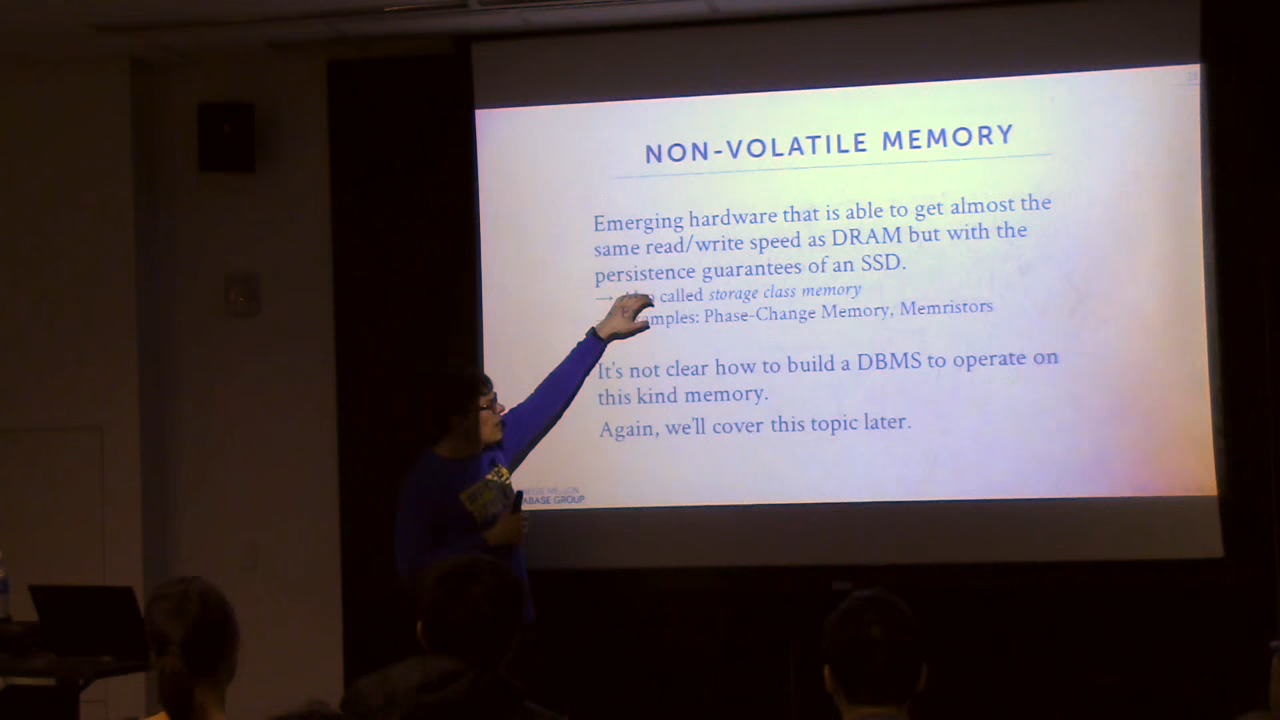 NON-VOLATILE MEMORY
Emerging hardware that is able to get almost the
same read/write speed as DRAM but with the
persistence guarantees of an SSD.
→ called storage class memory
Phase-Change Memory, Memristors
It's not clear how to build a DBMS to operate on
this kind memory.
Again, we'll cover this topic later.
MELLON
GROUP